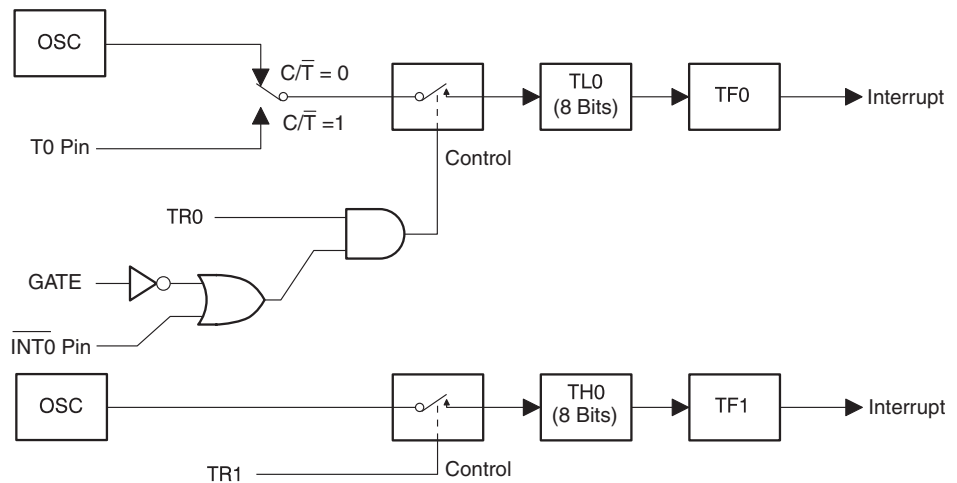 OSC
C/T̅ = 0
C/T̅ =1
T0 Pin
TL0
(8 Bits)
TF0
Interrupt
Control
TR0
GATE
I̅N̅T̅0̅ Pin
OSC
TH0
(8 Bits)
TF1
Interrupt
TR1
Control